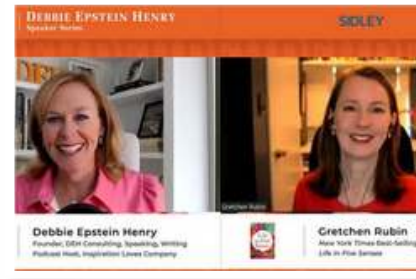 DEBBIE EPSTEIN HENRY
Speaker Series
SIDLEY
Gretchen Rubin
Debbie Epstein Henry
Founder, DEH Consulting, Speaking, Writing
Podcast Host, Inspiration Loves Company
Gretchen Rubin
New York Times Best-Selli
Life in Five Senses